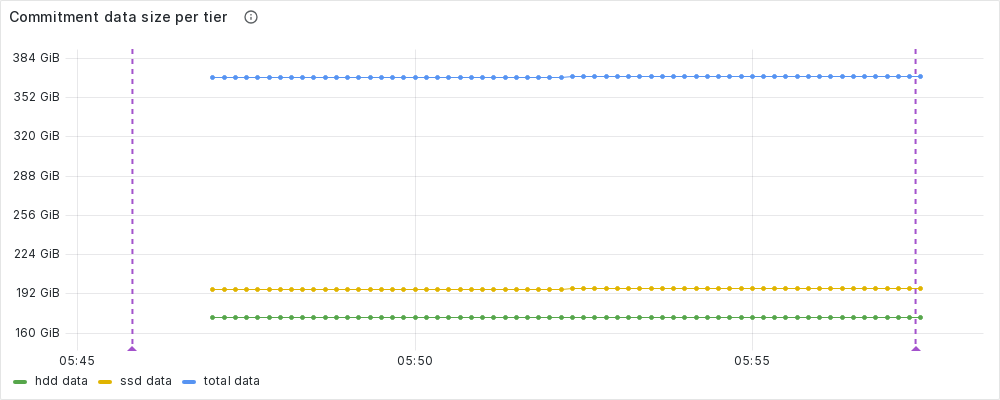 Commitment data size per tier
384 GiB
352 GiB
320 GiB
288 GiB
256 GiB
224 GiB
192 GiB
160 GiB
05:45 05:50 05:55
hdd data ssd data total data